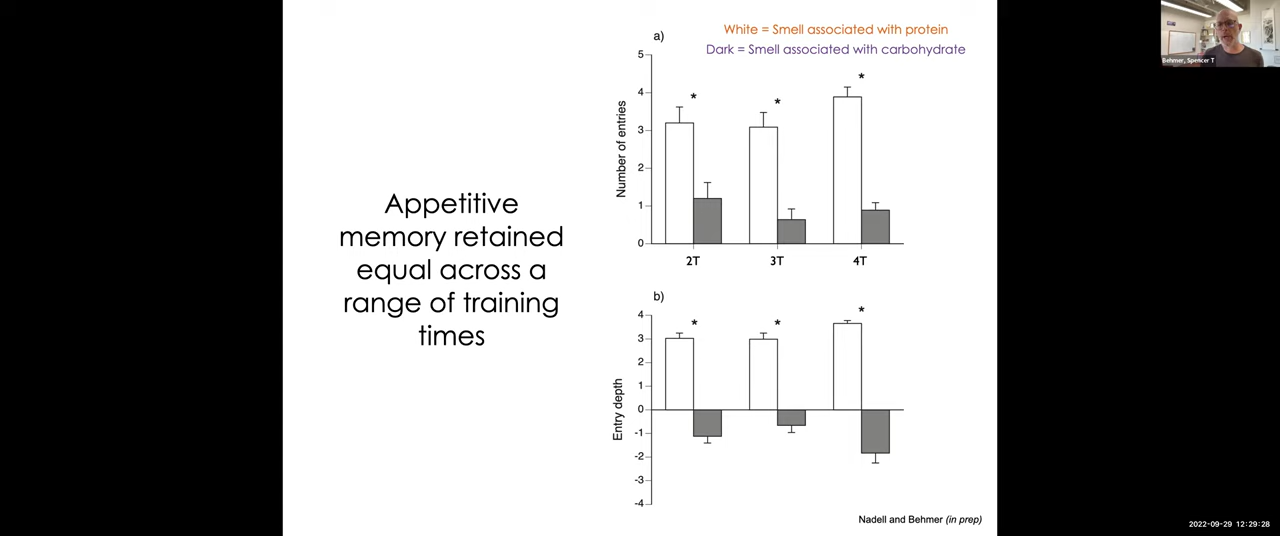 White = Smell associated with protein
Dark = Smell associated with carbohydrate
Behmer, Spencer T
a)
5
4
3
2
1
0
Number of entries
*
*
*
2T
3T
4T
Appetitive
memory retained
equal across a
range of training
times
b)
4
3
2
1
0
-1
-2
-3
-4
Entry depth
*
*
*
Nadell and Behmer (in prep)
2022-09-29 12:29:28